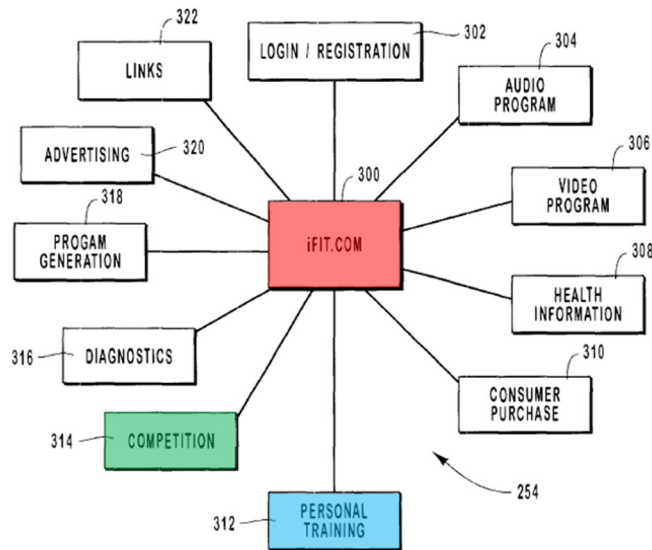 322
LINKS
LOGIN / REGISTRATION
302
304
AUDIO
PROGRAM
ADVERTISING
320
300
306
VIDEO
PROGRAM
318
PROGAM
GENERATION
iFIT.COM
308
HEALTH
INFORMATION
316
DIAGNOSTICS
310
CONSUMER
PURCHASE
314
COMPETITION
254
312
PERSONAL
TRAINING